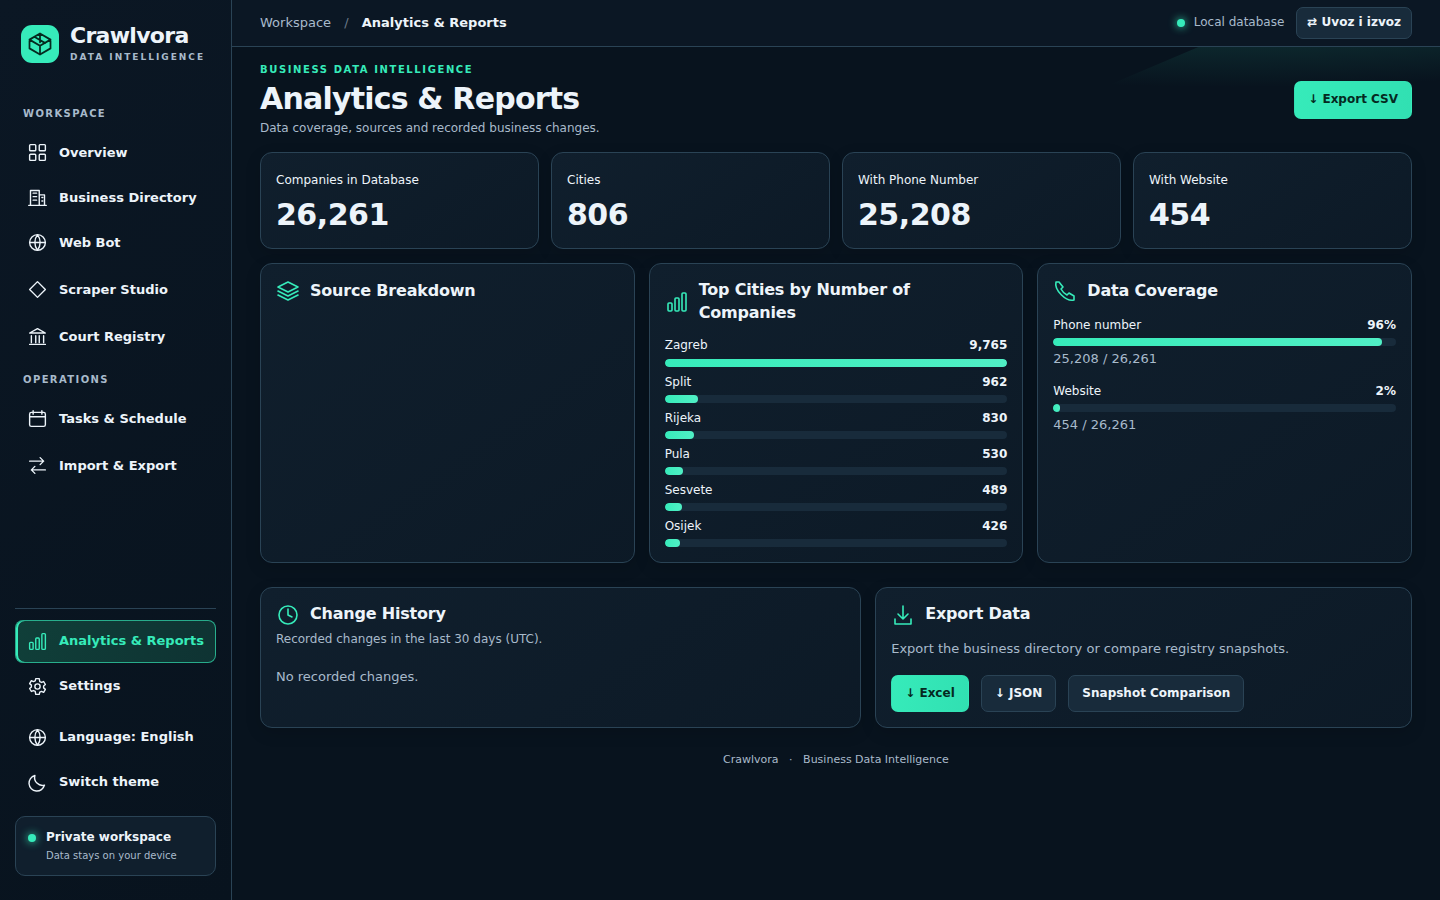 Crawlvora
DATA INTELLIGENCE
WORKSPACE
Overview
Business Directory
Web Bot
Scraper Studio
Court Registry
OPERATIONS
Tasks & Schedule
Import & Export
Analytics & Reports
Settings
Language: English
Switch theme
Private workspace
Data stays on your device
Workspace / Analytics & Reports
Local database
⇄ Uvoz i izvoz
BUSINESS DATA INTELLIGENCE
Analytics & Reports
Data coverage, sources and recorded business changes.
↓ Export CSV
Companies in Database
26,261
Cities
806
With Phone Number
25,208
With Website
454
Source Breakdown
Top Cities by Number of
Companies
Zagreb 9,765
Split 962
Rijeka 830
Pula 530
Sesvete 489
Osijek 426
Data Coverage
Phone number 96%
25,208 / 26,261
Website 2%
454 / 26,261
Change History
Recorded changes in the last 30 days (UTC).
No recorded changes.
Export Data
Export the business directory or compare registry snapshots.
↓ Excel
↓ JSON
Snapshot Comparison
Crawlvora · Business Data Intelligence